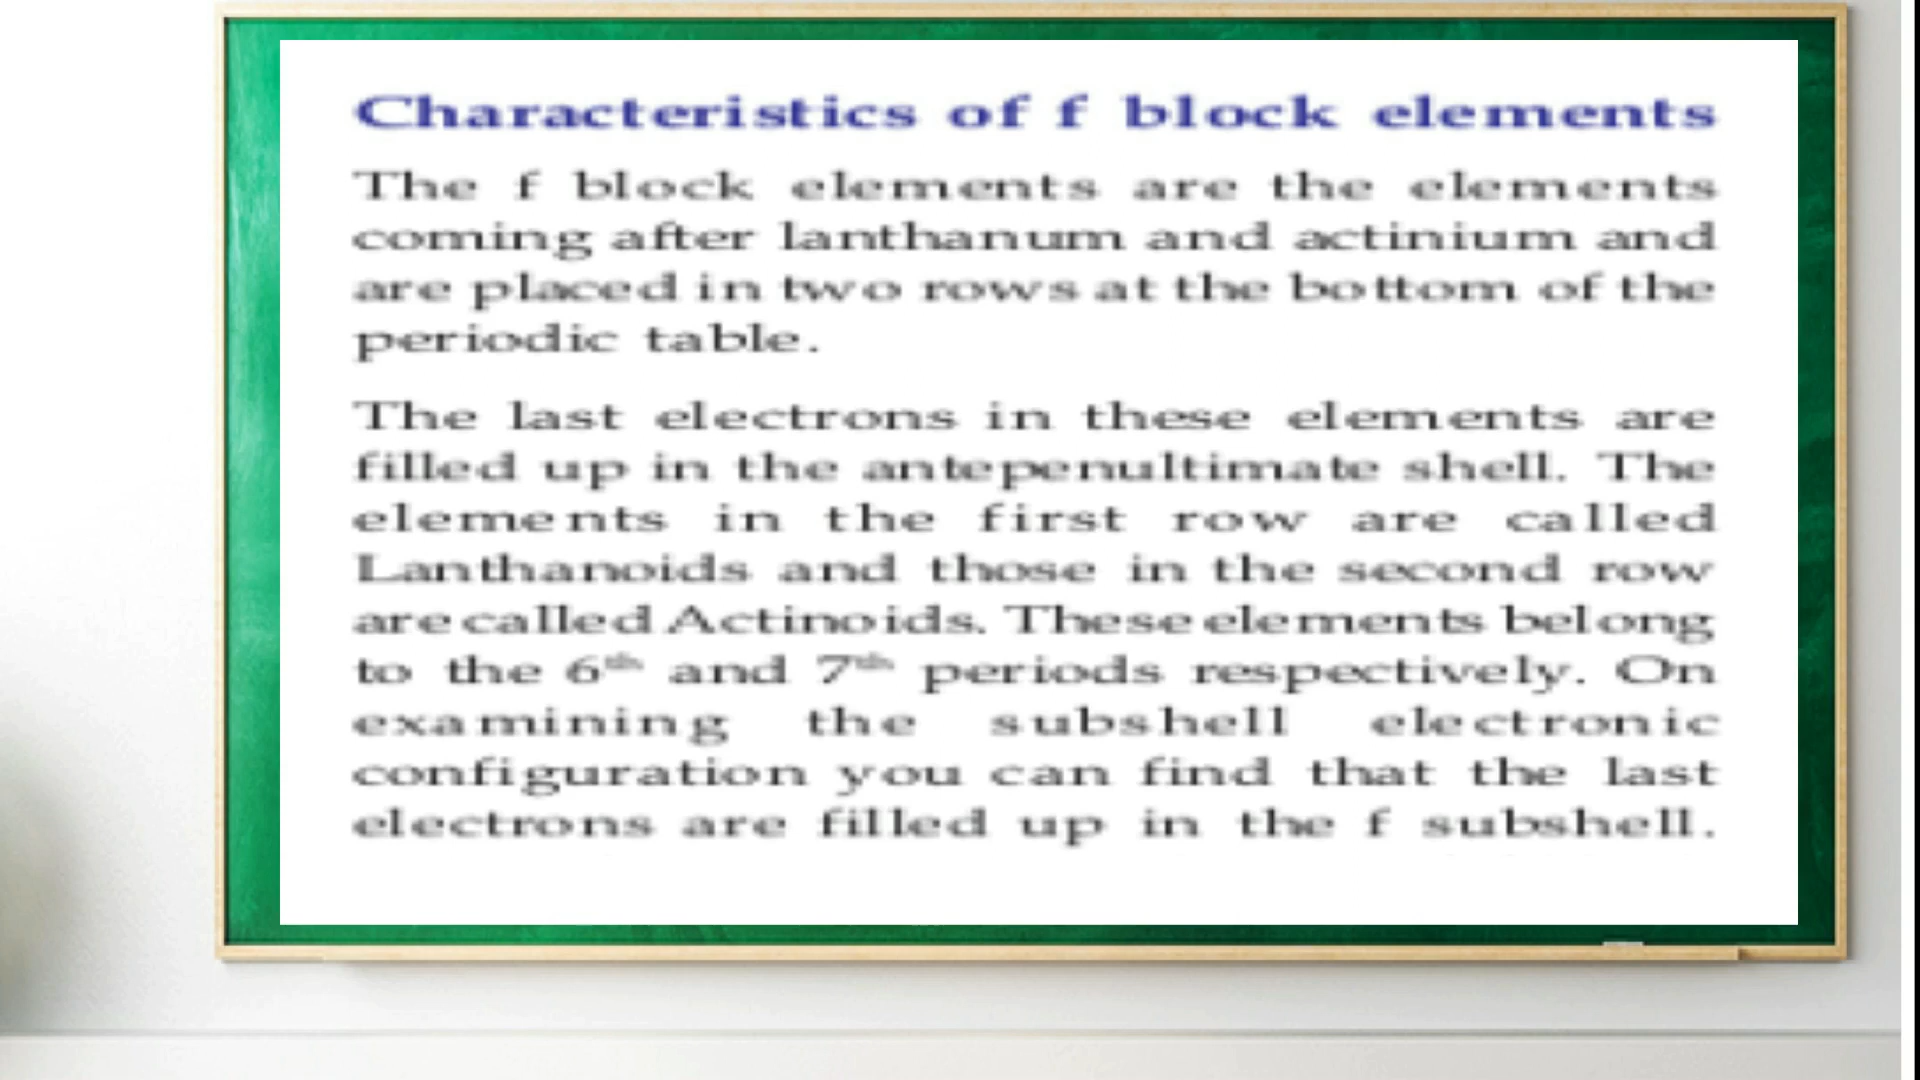 Characteristics of f block elements
The f block elements are the elements
coming after lanthanum and actinium and
are placed in two rows at the bottom of the
periodic table.
The last electrons in these elements are
filled up in the antepenultimate shell. The
elements in the first row are called
Lanthanoids and those in the second row
are called Actinoids. These elements belong
to the 6th and 7th periods respectively. On
examining the subshell electronic
configuration you can find that the last
electrons are filled up in the f subshell.